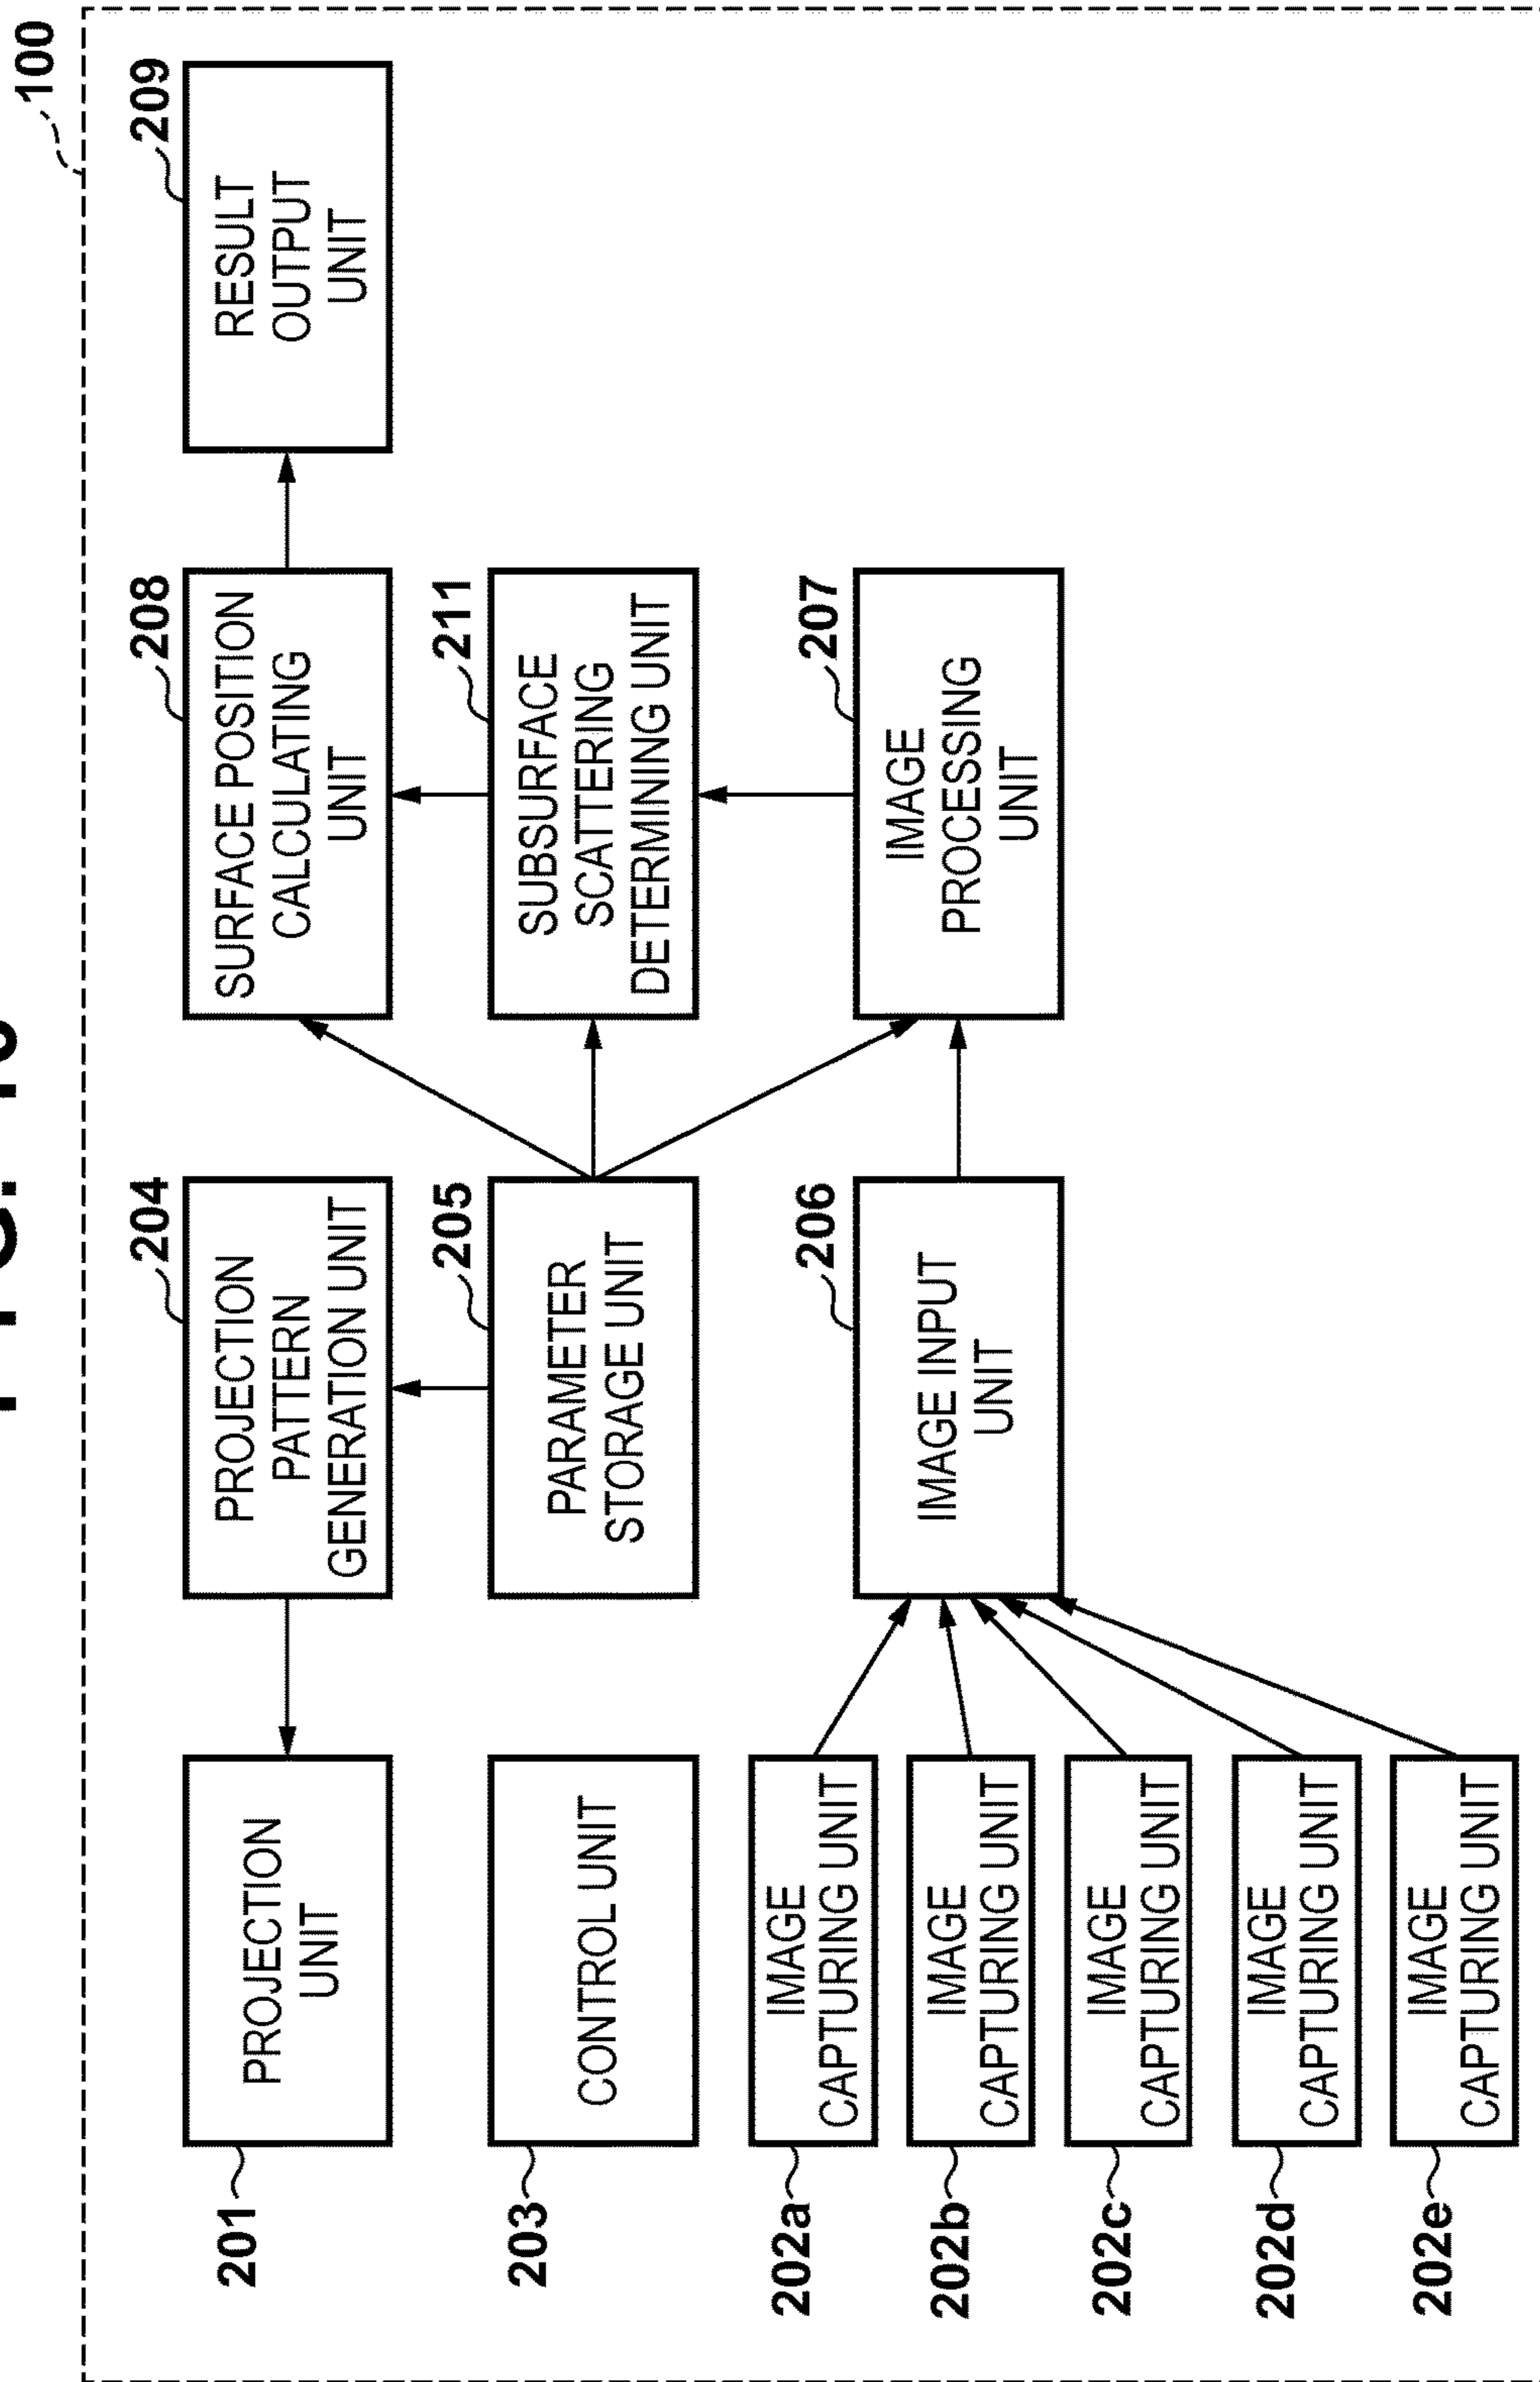 100
201
PROJECTION
UNIT
204
PROJECTION
PATTERN
GENERATION UNIT
208
SURFACE POSITION
CALCULATING
UNIT
209
RESULT
OUTPUT
UNIT
203
CONTROL UNIT
205
PARAMETER
STORAGE UNIT
211
SUBSURFACE
SCATTERING
DETERMINING UNIT
202a
IMAGE
CAPTURING UNIT
202b
IMAGE
CAPTURING UNIT
202c
IMAGE
CAPTURING UNIT
202d
IMAGE
CAPTURING UNIT
202e
IMAGE
CAPTURING UNIT
206
IMAGE INPUT
UNIT
207
IMAGE
PROCESSING
UNIT